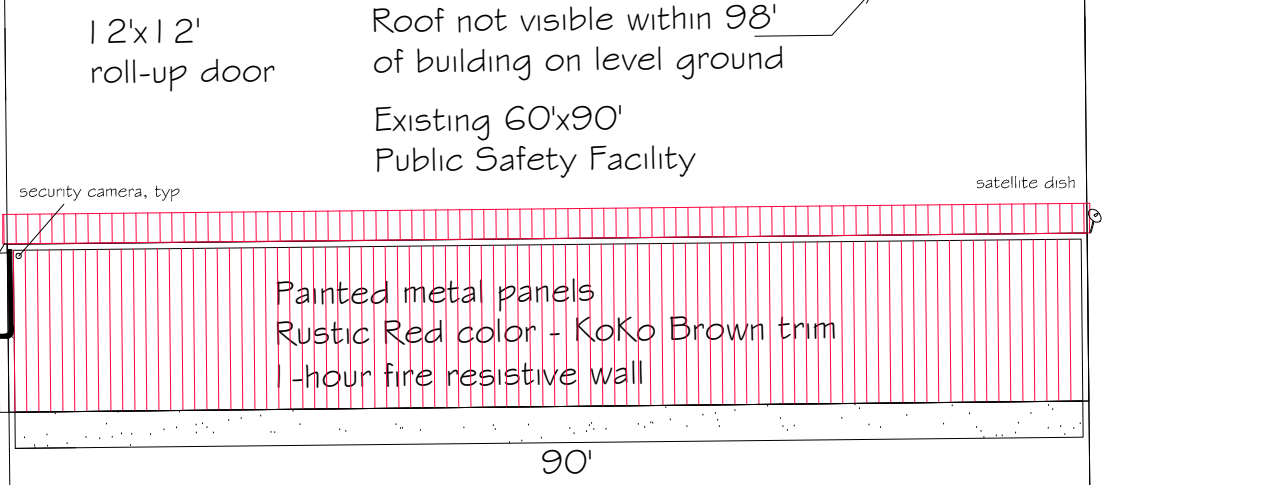 12'x12'
roll-up door
Roof not visible within 98'
of building on level ground
Existing 60'x90'
Public Safety Facility
security camera, typ
satellite dish
Painted metal panels
Rustic Red color - KoKo Brown trim
1-hour fire resistive wall
90'